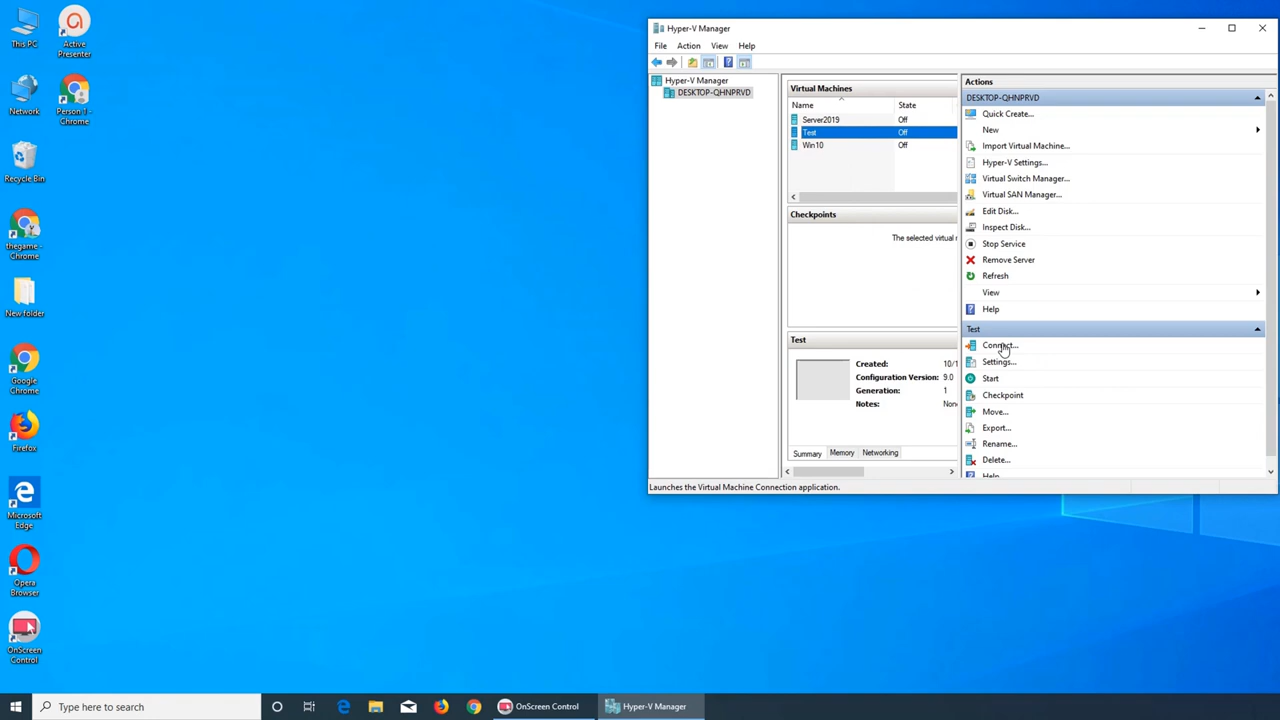 This PC
Active
Presenter
Network
Person 1 -
Chrome
Recycle Bin
thegame -
Chrome
New folder
Google
Chrome
Firefox
Microsoft
Edge
Opera
Browser
OnScreen
Control
Hyper-V Manager
File Action View Help
Hyper-V Manager
DESKTOP-QHNPRVD
Virtual Machines
Name State
Server2019 Off
Test Off
Win10 Off
Checkpoints
The selected virtual
Test
Created: 10/1
Configuration Version: 9.0
Generation: 1
Notes: Non
Summary Memory Networking
Actions
DESKTOP-QHNPRVD
Quick Create...
New
Import Virtual Machine...
Hyper-V Settings...
Virtual Switch Manager...
Virtual SAN Manager...
Edit Disk...
Inspect Disk...
Stop Service
Remove Server
Refresh
View
Help
Test
Connect...
Settings...
Start
Checkpoint
Move...
Export...
Rename...
Delete...
Help
Launches the Virtual Machine Connection application.
Type here to search
OnScreen Control
Hyper-V Manager